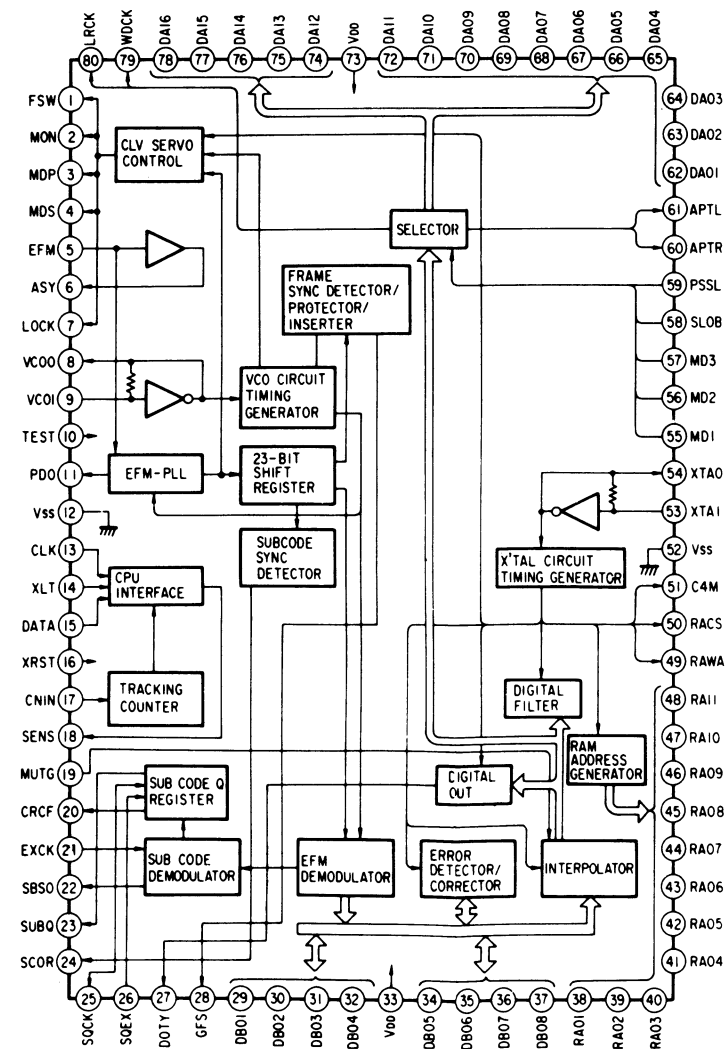 LRCK
WDCK
DA16
DA15
DA14
DA13
DA12
VDD
DA11
DA10
DA09
DA08
DA07
DA06
DA05
DA04
80
79
78
77
76
75
74
73
72
71
70
69
68
67
66
65
FSW 1
MON 2
MDP 3
MDS 4
EFM 5
ASY 6
LOCK 7
VCOO 8
VCOI 9
TEST 10
PDO 11
Vss 12
CLK 13
XLT 14
DATA 15
XRST 16
CNIN 17
SENS 18
MUTG 19
CRCF 20
EXCK 21
SBSO 22
SUBQ 23
SCOR 24
CLV SERVO
CONTROL
SELECTOR
FRAME
SYNC DETECTOR/
PROTECTOR/
INSERTER
VCO CIRCUIT
TIMING
GENERATOR
EFM-PLL
23-BIT
SHIFT
REGISTER
SUBCODE
SYNC
DETECTOR
CPU
INTERFACE
TRACKING
COUNTER
X'TAL CIRCUIT
TIMING GENERATOR
DIGITAL
FILTER
RAM
ADDRESS
GENERATOR
CIGITAL
OUT
SUB CODE Q
REGISTER
SUB CODE
DEMODULATOR
EFM
DEMODULATOR
ERROR
DETECTOR/
CORRECTOR
INTERPOLATOR
64 DA03
63 DA02
62 DA01
61 APTL
60 APTR
59 PSSL
58 SLOB
57 MD3
56 MD2
55 MD1
54 XTAO
53 XTAI
52 Vss
51 C4M
50 RACS
49 RAWA
48 RA11
47 RA10
46 RA09
45 RA08
44 RA07
43 RA06
42 RA05
41 RA04
25
26
27
28
29
30
31
32
33
34
35
36
37
38
39
40
SOCK
SQEX
DOTY
GFS
DB01
DB02
DB03
DB04
VDD
DB05
DB06
DB07
DB08
RA01
RA02
RA03